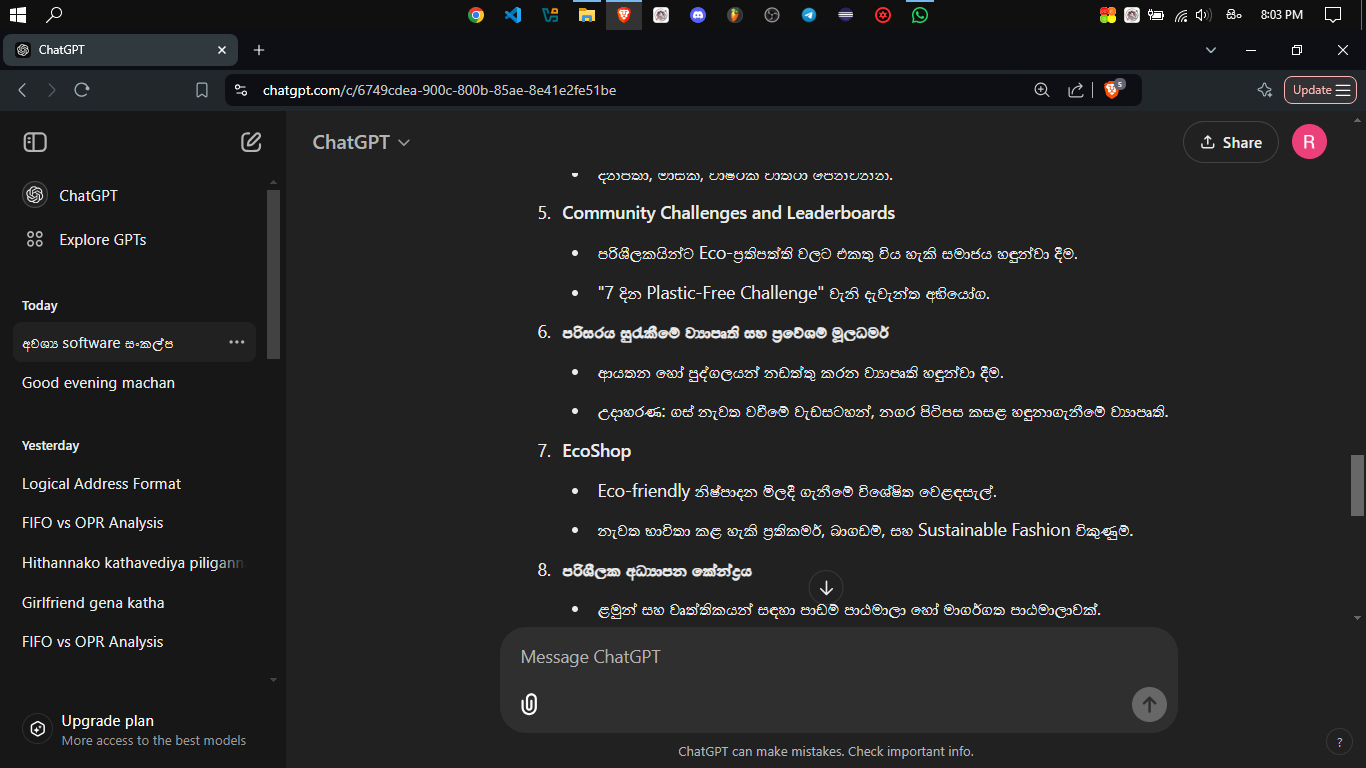 සිං 8:03 PM
ChatGPT
chatgpt.com/c/6749cdea-900c-800b-85ae-8e41e2fe51be
5
Update
ChatGPT
Share
R
ChatGPT
Explore GPTs
Today
අවශ්‍ය software සංකල්ප
Good evening machan
Yesterday
Logical Address Format
FIFO vs OPR Analysis
Hithannako kathavediya piligann
Girlfriend gena katha
FIFO vs OPR Analysis
Upgrade plan
More access to the best models
දිනපතා, මාසික, වාර්ෂික වාර්තා පෙන්වන්න.
5. Community Challenges and Leaderboards
• පරිශීලකයින්ට Eco-ප්‍රතිපත්ති වලට එකතු විය හැකි සමාජය හඳුන්වා දීම.
• "7 දින Plastic-Free Challenge" වැනි දැවැන්ත අභියෝග.
6. පරිසරය සුරැකීමේ ව්‍යාපෘති සහ ප්‍රවේශම් මූලධර්ම
• ආයතන හෝ පුද්ගලයන් නඩත්තු කරන ව්‍යාපෘති හඳුන්වා දීම.
• උදාහරණ: ගස් නැවත වවීමේ වැඩසටහන්, නගර පිටිපස කසළ හඳුනාගැනීමේ ව්‍යාපෘති.
7. EcoShop
• Eco-friendly නිෂ්පාදන මිලදී ගැනීමේ විශේෂිත වෙළඳසැල්.
• නැවත භාවිතා කළ හැකි ප්‍රතිකර්ම, බාගඩම්, සහ Sustainable Fashion විකුණුම්.
8. පරිශීලක අධ්‍යාපන කේන්ද්‍රය
• ළමුන් සහ වෘත්තිකයන් සඳහා පාඩම් පාඨමාලා හෝ මාර්ගගත පාඨමාලාවක්.
Message ChatGPT
ChatGPT can make mistakes. Check important info.
?